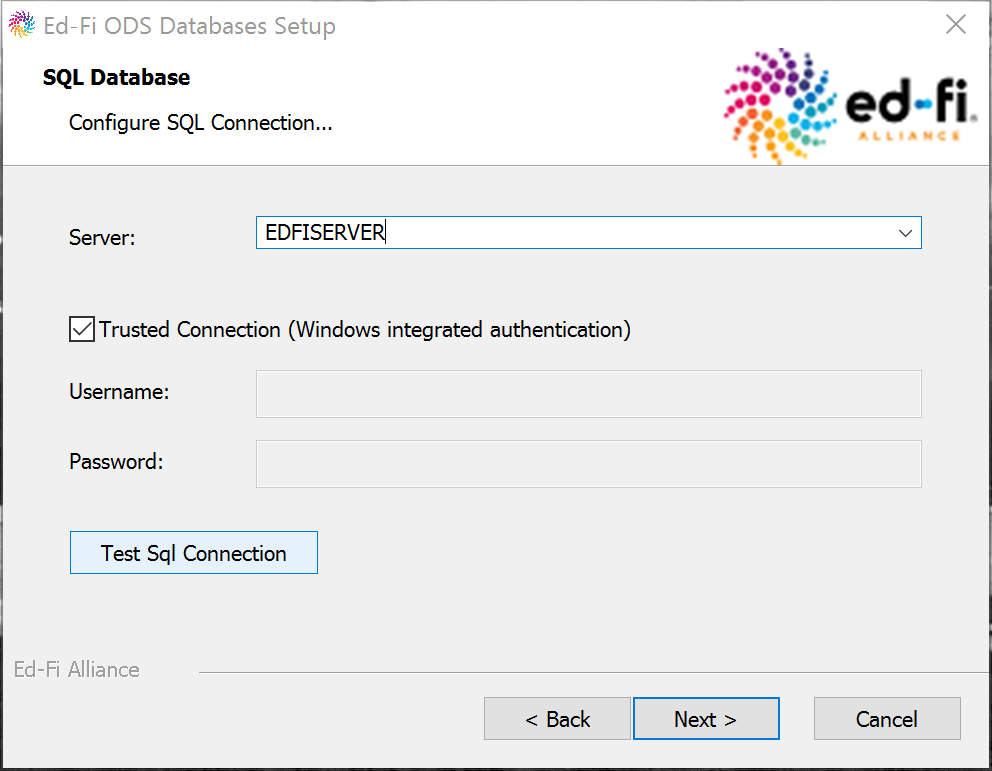 Ed-Fi ODS Databases Setup
SQL Database
Configure SQL Connection...
ed-fi®
ALLIANCE
Server:
EDFISERVER
Trusted Connection (Windows integrated authentication)
Username:
Password:
Test Sql Connection
Ed-Fi Alliance
< Back
Next >
Cancel